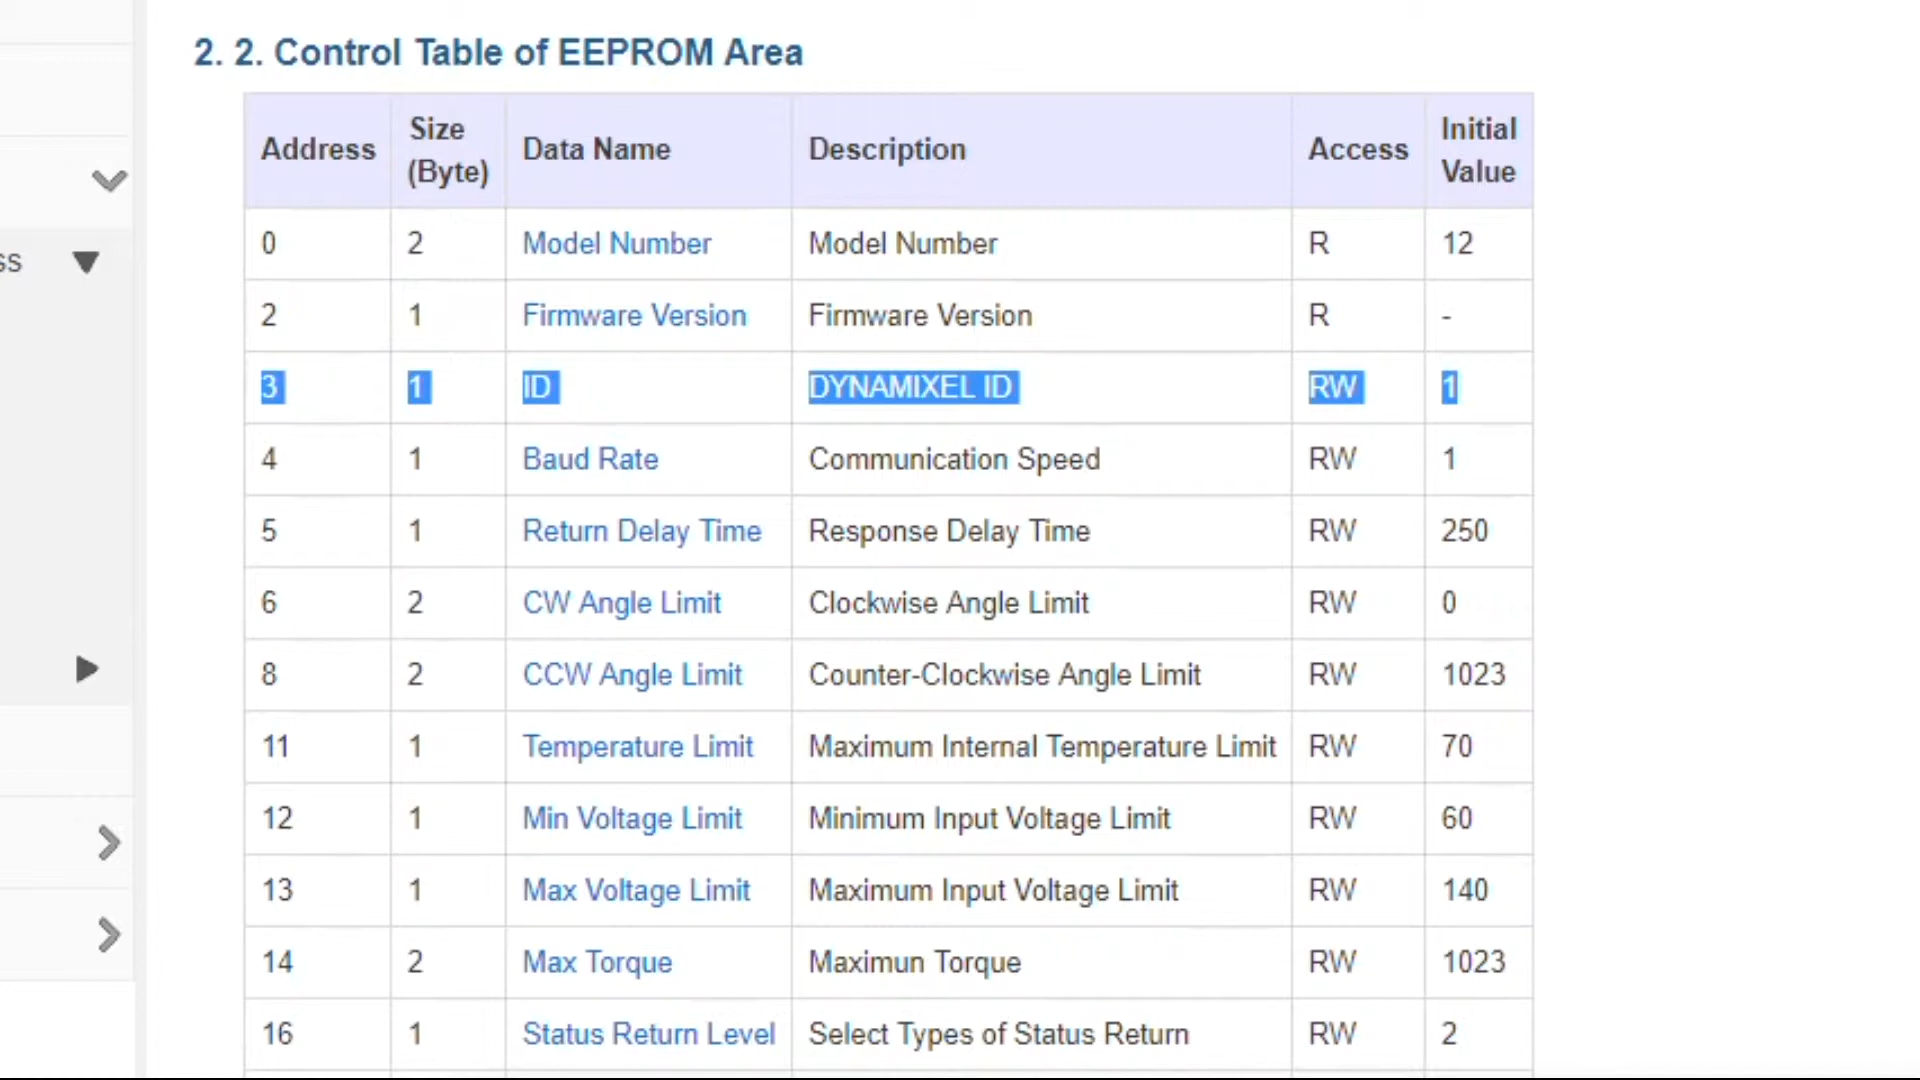 2. 2. Control Table of EEPROM Area
Address Size (Byte) Data Name Description Access Initial Value
0 2 Model Number Model Number R 12
2 1 Firmware Version Firmware Version R -
3 1 ID DYNAMIXEL ID RW 1
4 1 Baud Rate Communication Speed RW 1
5 1 Return Delay Time Response Delay Time RW 250
6 2 CW Angle Limit Clockwise Angle Limit RW 0
8 2 CCW Angle Limit Counter-Clockwise Angle Limit RW 1023
11 1 Temperature Limit Maximum Internal Temperature Limit RW 70
12 1 Min Voltage Limit Minimum Input Voltage Limit RW 60
13 1 Max Voltage Limit Maximum Input Voltage Limit RW 140
14 2 Max Torque Maximun Torque RW 1023
16 1 Status Return Level Select Types of Status Return RW 2